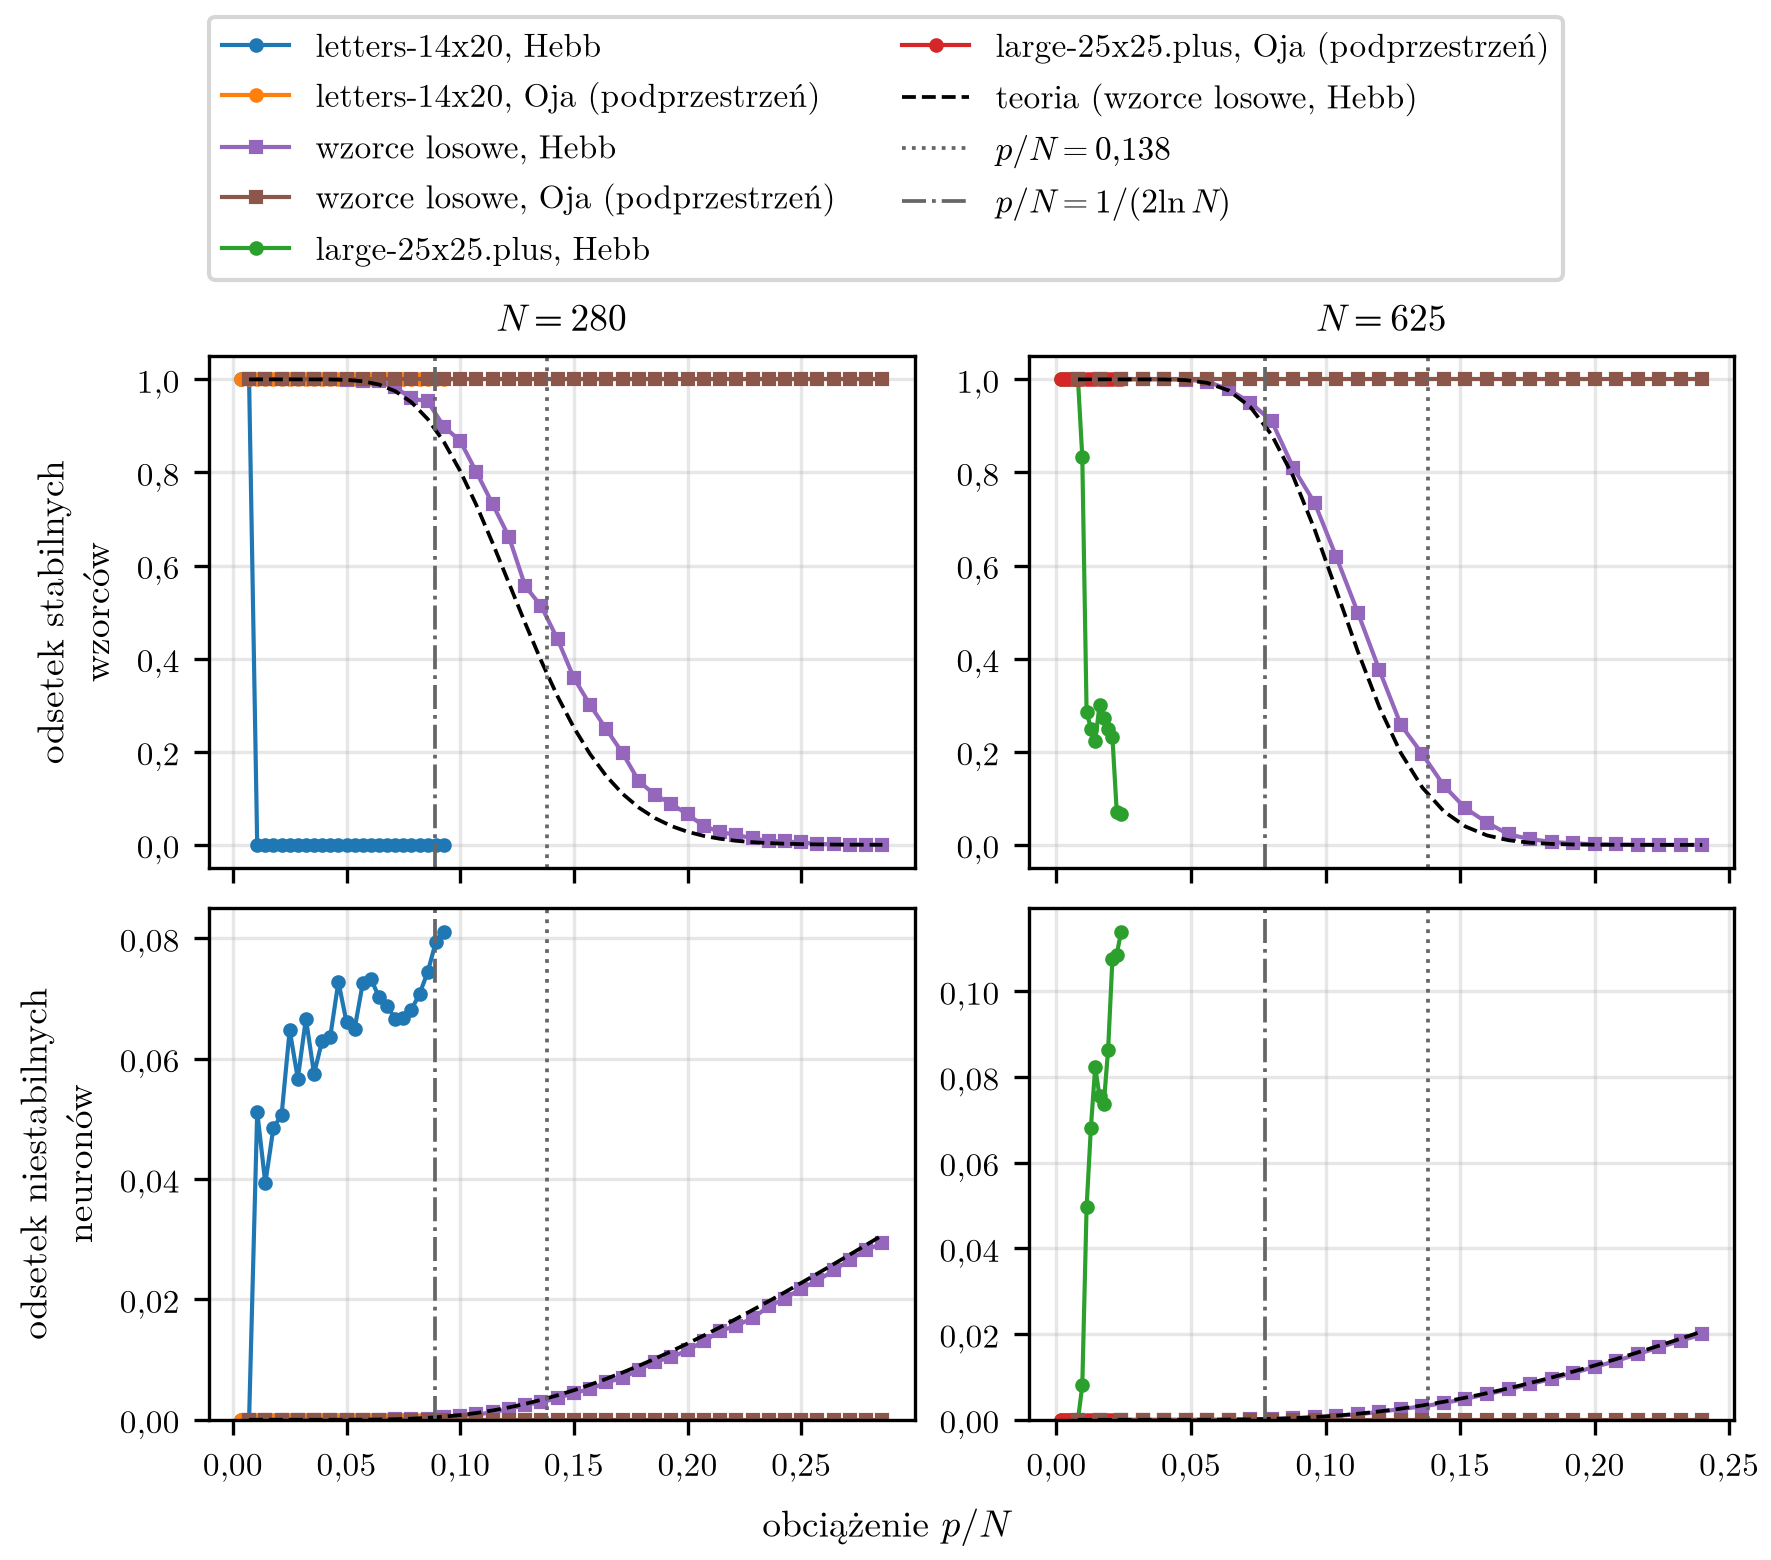 letters-14x20, Hebb
letters-14x20, Oja (podprzestrzeń)
wzorce losowe, Hebb
wzorce losowe, Oja (podprzestrzeń)
large-25x25.plus, Hebb
large-25x25.plus, Oja (podprzestrzeń)
teoria (wzorce losowe, Hebb)
p/N = 0,138
p/N = 1/(2ln N)
N = 280
N = 625
odsetek stabilnych
wzorców
1,0
0,8
0,6
0,4
0,2
0,0
1,0
0,8
0,6
0,4
0,2
0,0
odsetek niestabilnych
neuronów
0,08
0,06
0,04
0,02
0,00
0,10
0,08
0,06
0,04
0,02
0,00
0,00 0,05 0,10 0,15 0,20 0,25
0,00 0,05 0,10 0,15 0,20 0,25
obciążenie p/N